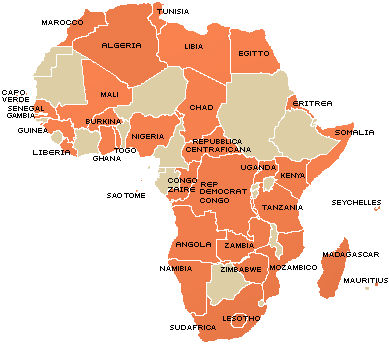 TUNISIA
MAROCCO
ALGERIA
LIBIA
EGITTO
CAPO
VERDE
MALI
CHAD
ERITREA
SENEGAL
GAMBIA
BURKINA
GUINEA
NIGERIA
SOMALIA
REPUBBLICA
CENTRAFICANA
LIBERIA
TOGO
GHANA
UGANDA
KENYA
CONGO
ZAIRE
REP
DEMOCRAT
CONGO
SAO TOME
TANZANIA
SEYCHELLES
ANGOLA
ZAMBIA
MADAGASCAR
NAMIBIA
ZIMBABWE
MOZAMBICO
MAURITIUS
LESOTHO
SUDAFRICA